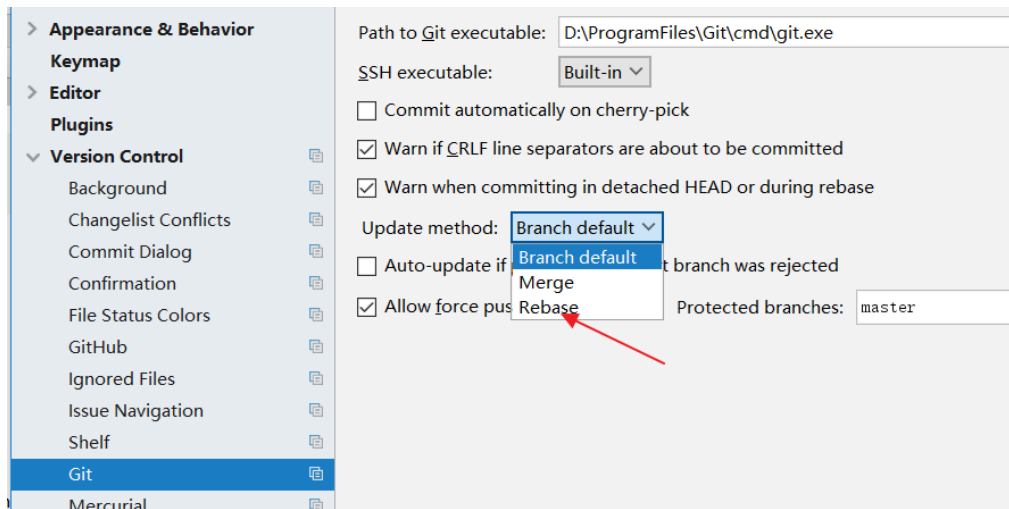 Appearance & Behavior
Keymap
Editor
Plugins
Version Control
Background
Changelist Conflicts
Commit Dialog
Confirmation
File Status Colors
GitHub
Ignored Files
Issue Navigation
Shelf
Git
Mercurial
Path to Git executable: D:\ProgramFiles\Git\cmd\git.exe
SSH executable: Built-in
Commit automatically on cherry-pick
Warn if CRLF line separators are about to be committed
Warn when committing in detached HEAD or during rebase
Update method: Branch default
Branch default
Merge
Rebase
Auto-update if t branch was rejected
Allow force pus Protected branches: master